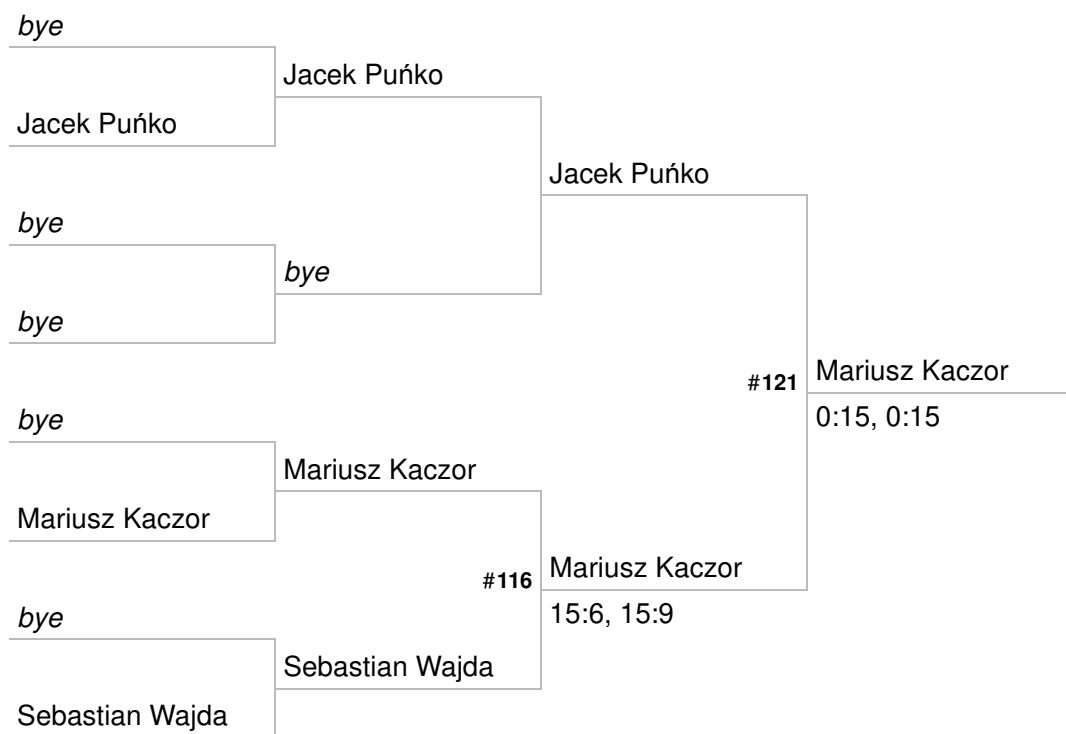 bye
Jacek Puńko
Jacek Puńko
Jacek Puńko
bye
bye
bye
Mariusz Kaczor
#121
0:15, 0:15
bye
Mariusz Kaczor
Mariusz Kaczor
Mariusz Kaczor
#116
15:6, 15:9
bye
Sebastian Wajda
Sebastian Wajda